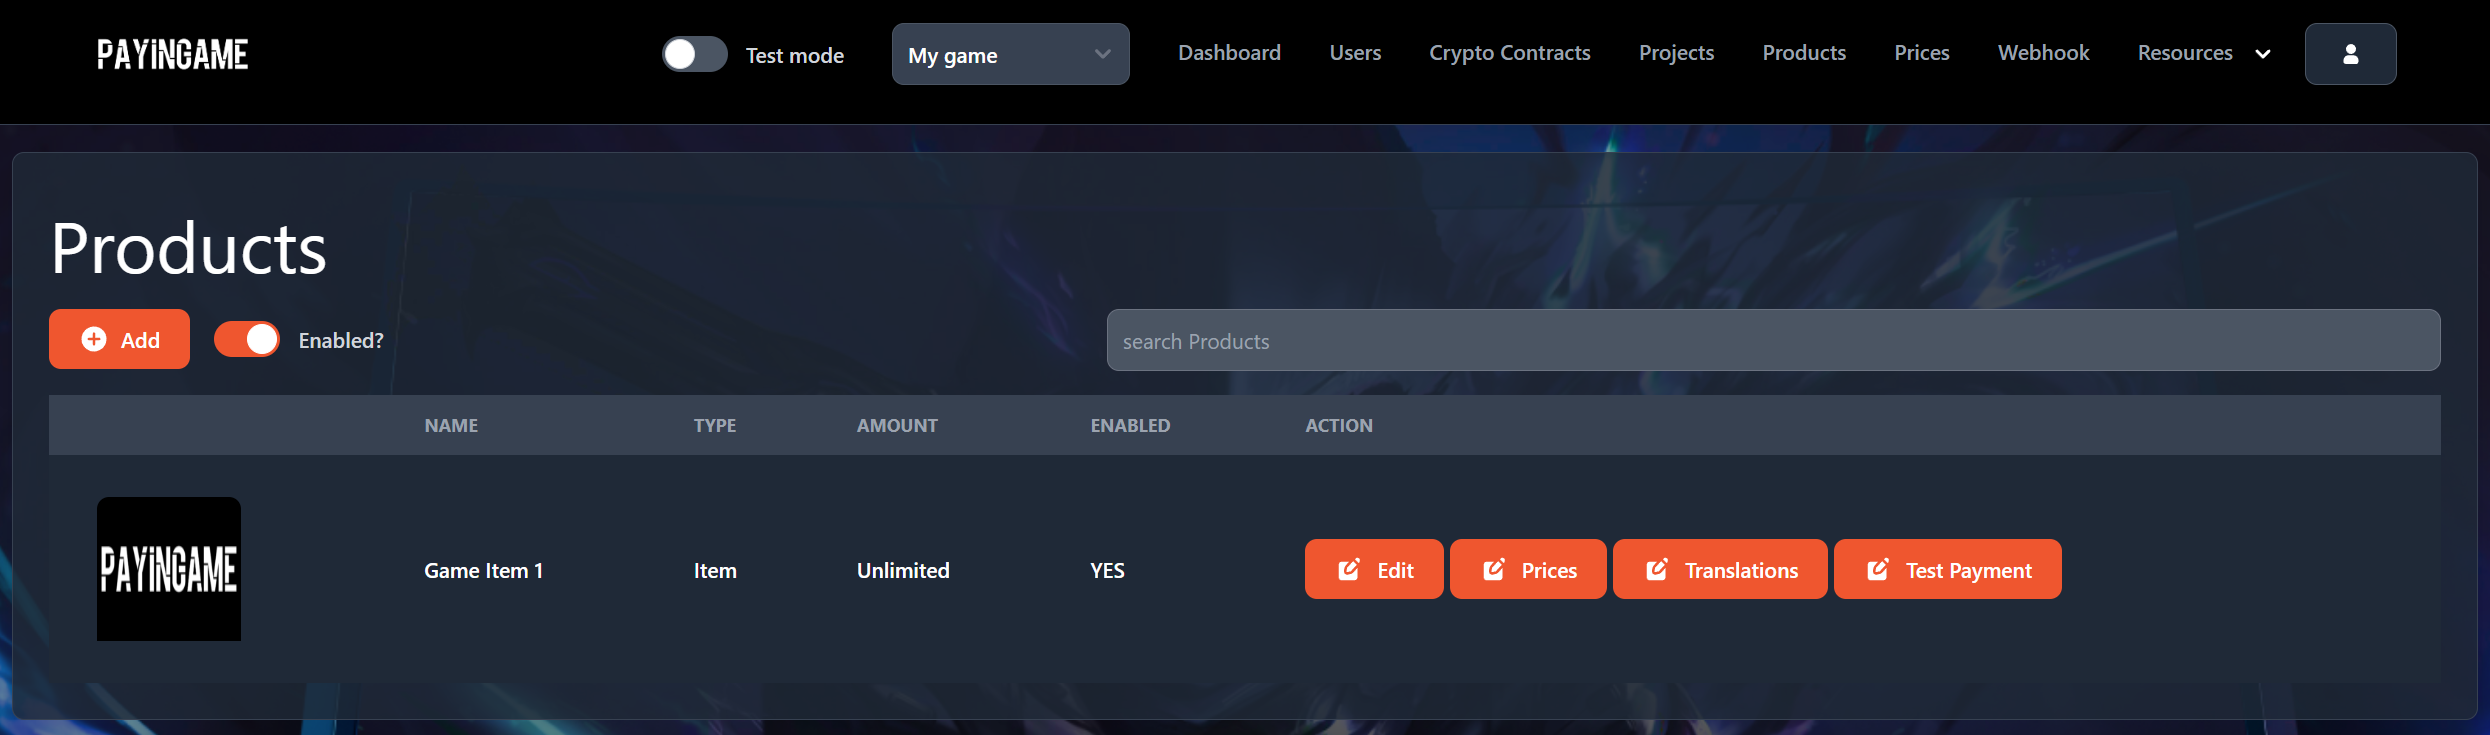 PAYINGAME
Test mode
My game
Dashboard
Users
Crypto Contracts
Projects
Products
Prices
Webhook
Resources
Products
Add
Enabled?
search Products
NAME
TYPE
AMOUNT
ENABLED
ACTION
PAYINGAME
Game Item 1
Item
Unlimited
YES
Edit
Prices
Translations
Test Payment